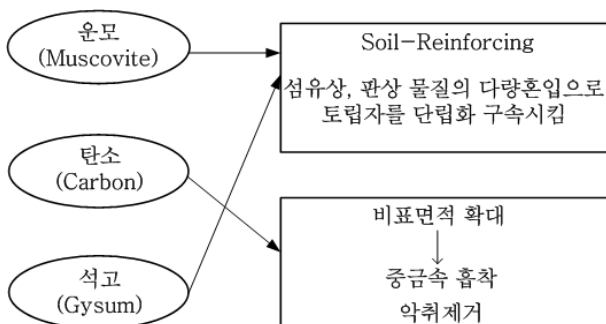 운모
(Muscovite)
Soil-Reinforcing
섬유상, 판상 물질의 다량혼입으로
토립자를 단립화 구속시킴
탄소
(Carbon)
비표면적 확대
중금속 흡착
악취제거
석고
(Gysum)